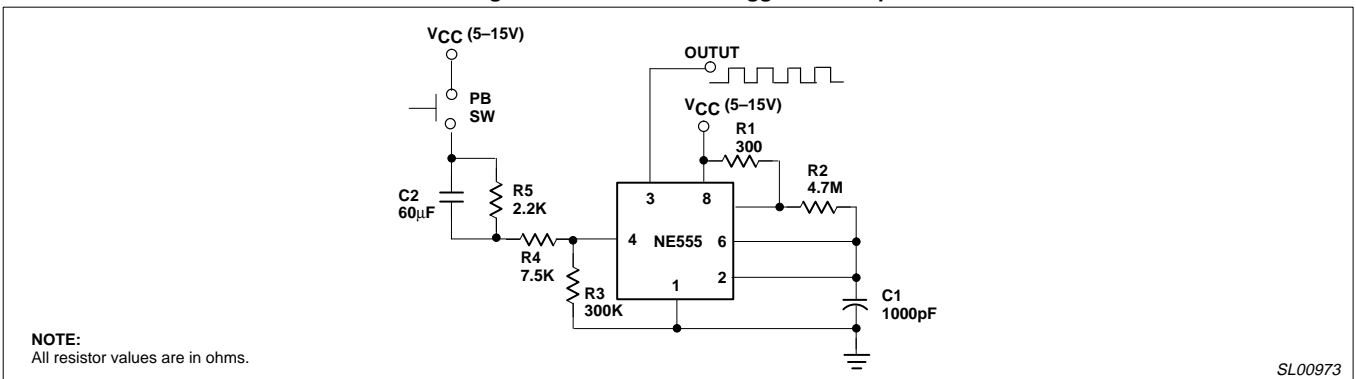 VCC (5–15V)
OUTUT
PB
SW
VCC (5–15V)
R1
300
R2
4.7M
C2
60µF
R5
2.2K
3
8
4
NE555
6
R4
7.5K
R3
300K
1
2
C1
1000pF
NOTE:
All resistor values are in ohms.
SL00973